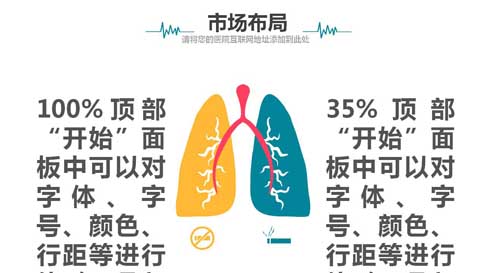 市场布局
请将您的医院互联网地址添加到此处
100%顶部
“开始”面
板中可以对
字体、字
号、颜色、
行距等进行
35%顶部
“开始”面
板中可以对
字体、字
号、颜色、
行距等进行